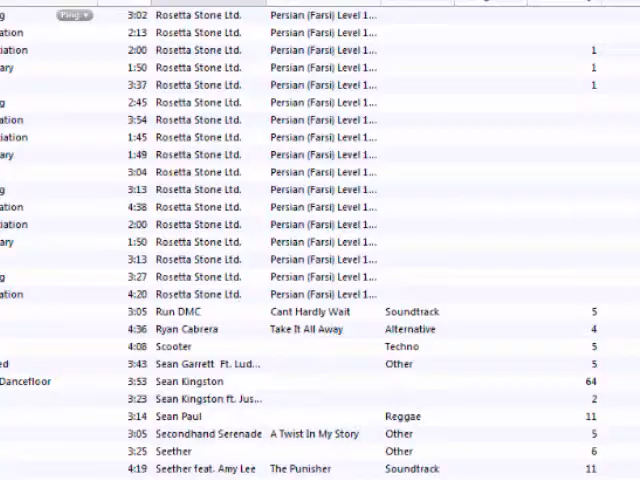 g Ping 3:02 Rosetta Stone Ltd. Persian (Farsi) Level 1...
ation 2:13 Rosetta Stone Ltd. Persian (Farsi) Level 1...
iation 2:00 Rosetta Stone Ltd. Persian (Farsi) Level 1... 1
ary 1:50 Rosetta Stone Ltd. Persian (Farsi) Level 1... 1
3:37 Rosetta Stone Ltd. Persian (Farsi) Level 1... 1
g 2:45 Rosetta Stone Ltd. Persian (Farsi) Level 1...
ation 3:54 Rosetta Stone Ltd. Persian (Farsi) Level 1...
iation 1:45 Rosetta Stone Ltd. Persian (Farsi) Level 1...
ary 1:49 Rosetta Stone Ltd. Persian (Farsi) Level 1...
3:04 Rosetta Stone Ltd. Persian (Farsi) Level 1...
g 3:13 Rosetta Stone Ltd. Persian (Farsi) Level 1...
ation 4:38 Rosetta Stone Ltd. Persian (Farsi) Level 1...
iation 2:00 Rosetta Stone Ltd. Persian (Farsi) Level 1...
ary 1:50 Rosetta Stone Ltd. Persian (Farsi) Level 1...
3:13 Rosetta Stone Ltd. Persian (Farsi) Level 1...
g 3:27 Rosetta Stone Ltd. Persian (Farsi) Level 1...
ation 4:20 Rosetta Stone Ltd. Persian (Farsi) Level 1...
3:05 Run DMC Cant Hardly Wait Soundtrack 5
4:36 Ryan Cabrera Take It All Away Alternative 4
4:08 Scooter Techno 5
ed 3:43 Sean Garrett Ft. Lud... Other 5
Dancefloor 3:53 Sean Kingston 64
3:23 Sean Kingston ft. Jus... 2
3:14 Sean Paul Reggae 11
3:05 Secondhand Serenade A Twist In My Story Other 5
3:25 Seether Other 6
4:19 Seether feat. Amy Lee The Punisher Soundtrack 11